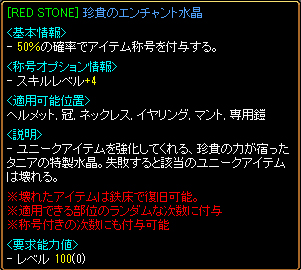 [RED STONE] 珍貴のエンチャント水晶
<基本情報>
- 50%の確率でアイテム称号を付与する。
<称号オプション情報>
- スキルレベル+4
<適用可能位置>
ヘルメット, 冠, ネックレス, イヤリング, マント, 専用鎧
<説明>
- ユニークアイテムを強化してくれる、珍貴の力が宿った
タニアの特製水晶。失敗すると該当のユニークアイテム
は壊れる。
※壊れたアイテムは鉄床で復旧可能。
※適用できる部位のランダムな次数に付与
※称号付きの次数にも付与可能
<要求能力値>
- レベル 100(0)